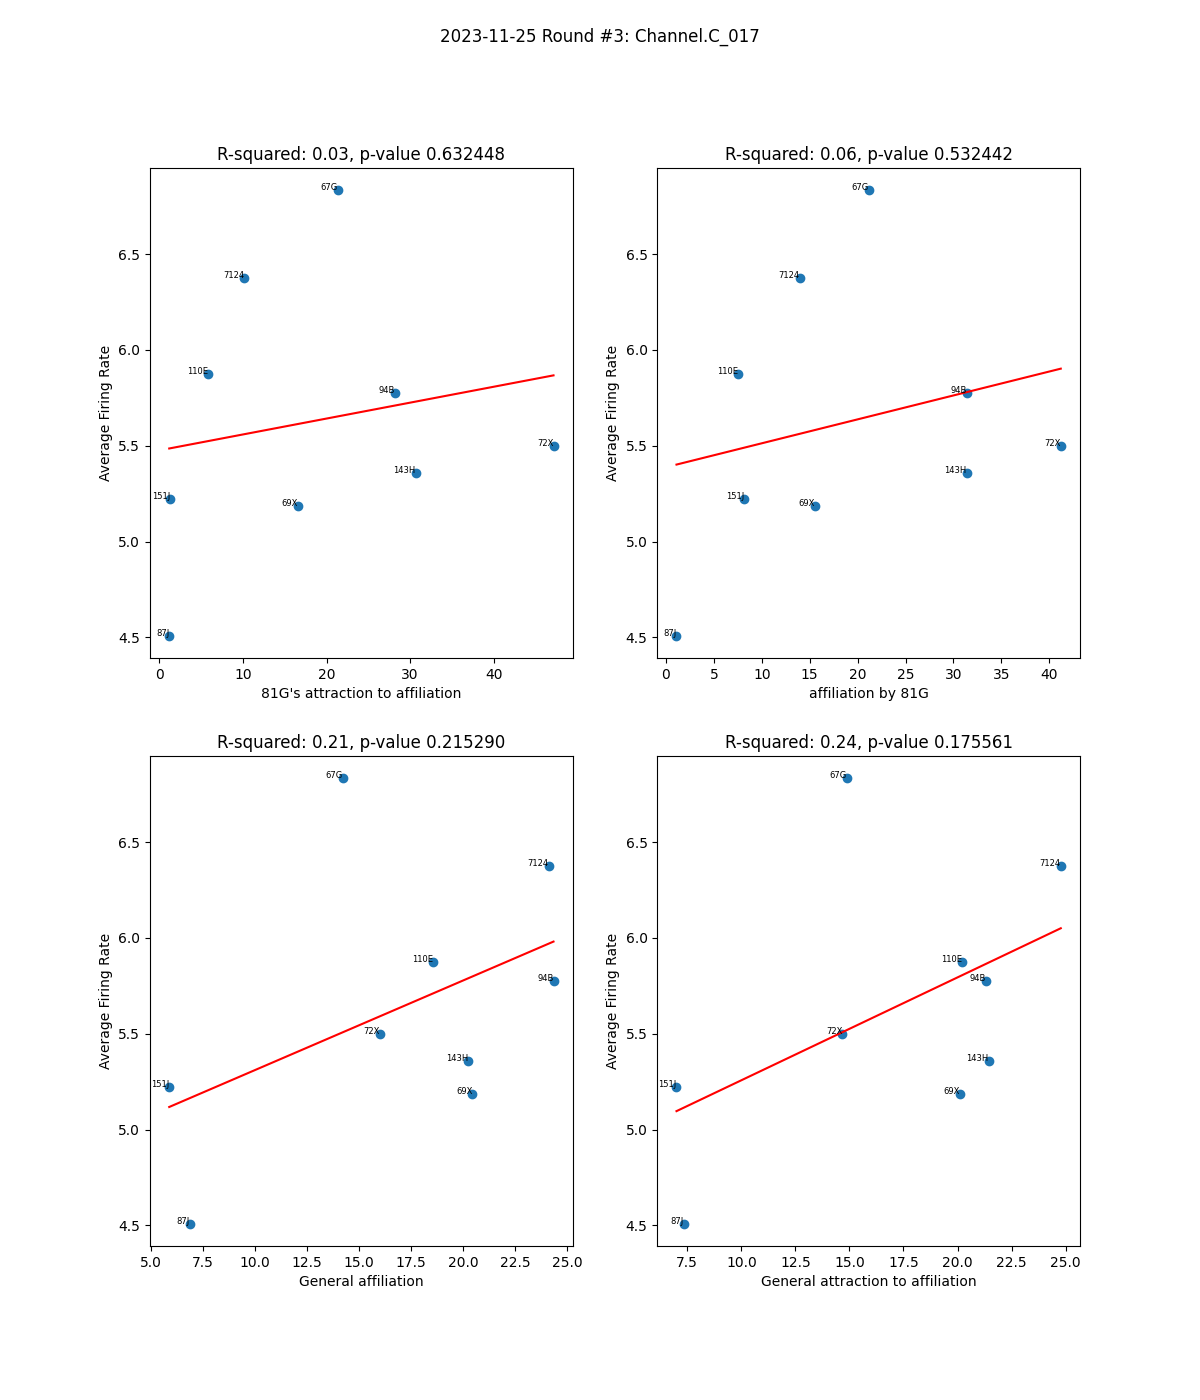 2023-11-25 Round #3: Channel.C_017
R-squared: 0.03, p-value 0.632448
Average Firing Rate
6.5
6.0
5.5
5.0
4.5
67G
7124
110E
94B
72X
143H
151J
69X
87J
0 10 20 30 40
81G's attraction to affiliation
R-squared: 0.06, p-value 0.532442
Average Firing Rate
6.5
6.0
5.5
5.0
4.5
67G
7124
110E
94B
72X
143H
151J
69X
87J
0 5 10 15 20 25 30 35 40
affiliation by 81G
R-squared: 0.21, p-value 0.215290
Average Firing Rate
6.5
6.0
5.5
5.0
4.5
67G
7124
110E
94B
72X
143H
151J
69X
87J
5.0 7.5 10.0 12.5 15.0 17.5 20.0 22.5 25.0
General affiliation
R-squared: 0.24, p-value 0.175561
Average Firing Rate
6.5
6.0
5.5
5.0
4.5
67G
7124
110E
94B
72X
143H
151J
69X
87J
7.5 10.0 12.5 15.0 17.5 20.0 22.5 25.0
General attraction to affiliation